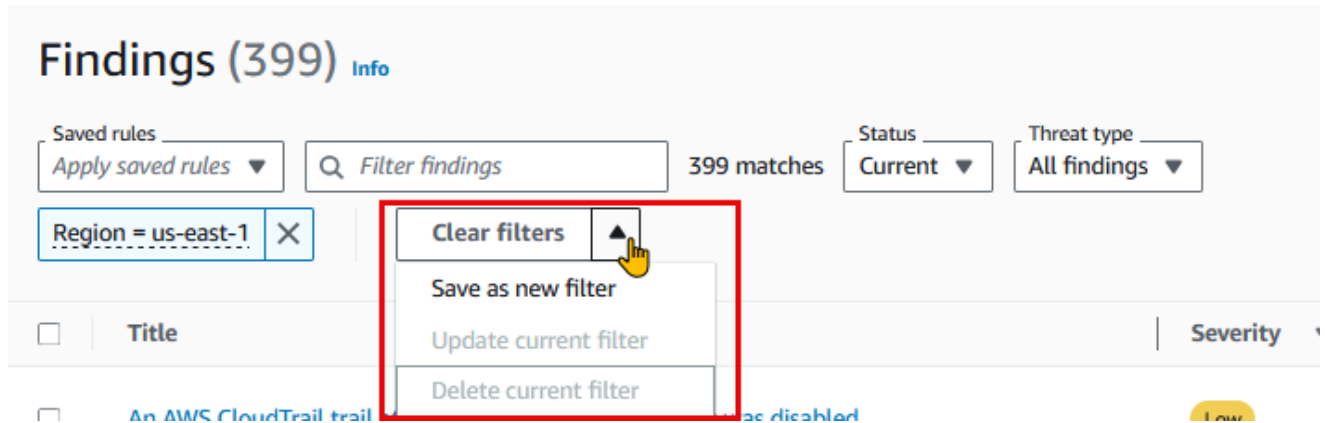 Findings (399) Info
Saved rules
Apply saved rules
Filter findings
399 matches
Status
Current
Threat type
All findings
Region = us-east-1
Clear filters
Save as new filter
Update current filter
Delete current filter
Title
Severity
An AWS CloudTrail trail
was disabled
Low